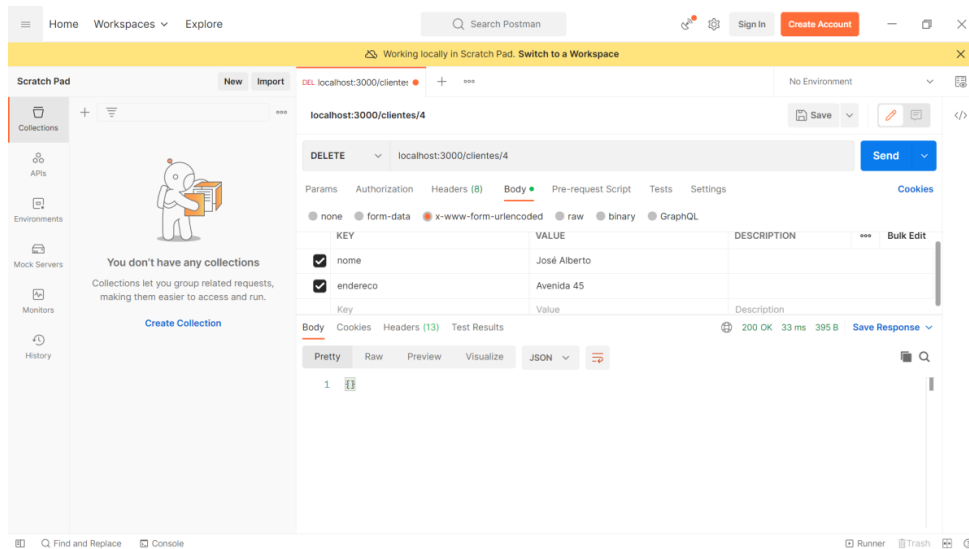 Home Workspaces Explore Search Postman Sign In Create Account
Working locally in Scratch Pad. Switch to a Workspace
Scratch Pad New Import DEL localhost:3000/clientes No Environment
Collections
APIs
Environments
Mock Servers
Monitors
History
You don't have any collections
Collections let you group related requests,
making them easier to access and run.
Create Collection
localhost:3000/clientes/4 Save
DELETE localhost:3000/clientes/4 Send
Params Authorization Headers (8) Body Pre-request Script Tests Settings Cookies
none form-data x-www-form-urlencoded raw binary GraphQL
KEY VALUE DESCRIPTION Bulk Edit
nome José Alberto
endereco Avenida 45
Key Value Description
Body Cookies Headers (13) Test Results 200 OK 33 ms 395 B Save Response
Pretty Raw Preview Visualize JSON
1 {}
Find and Replace Console Runner Trash